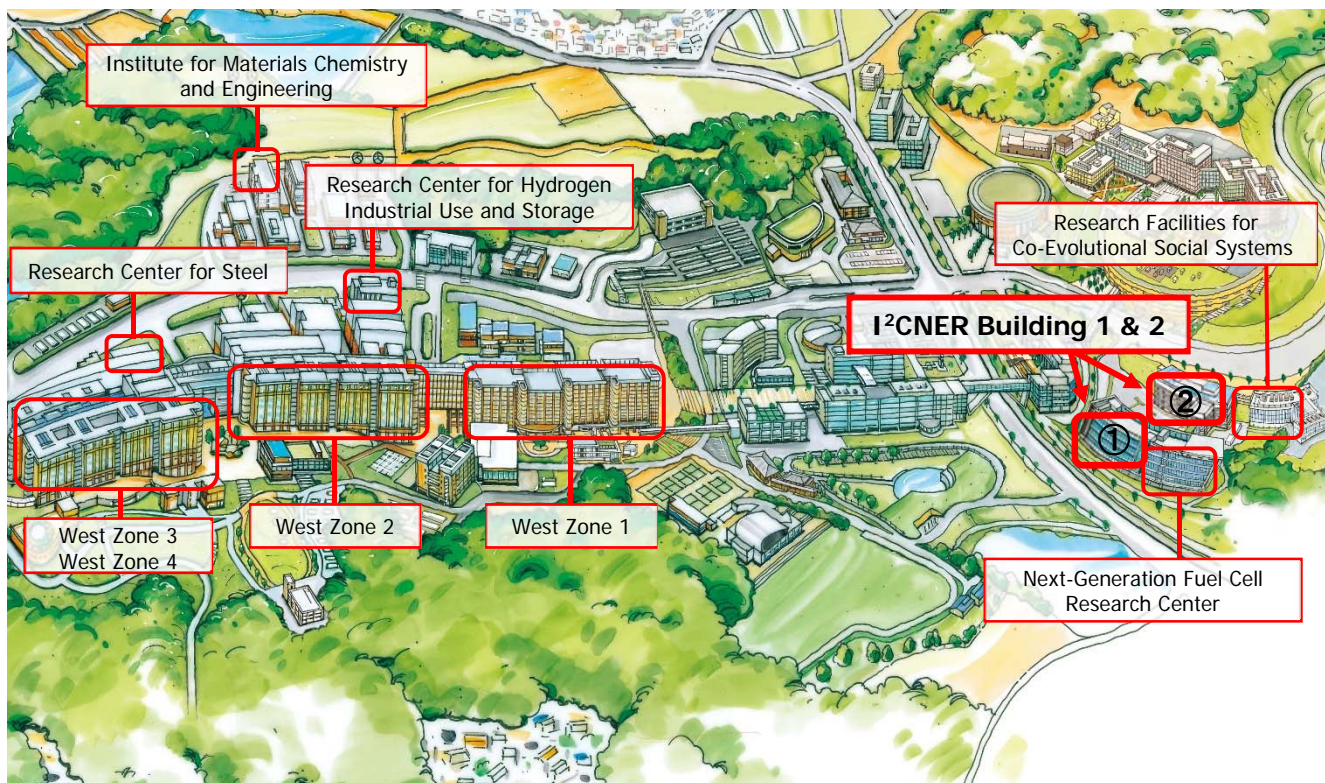 Institute for Materials Chemistry
and Engineering
Research Center for Hydrogen
Industrial Use and Storage
Research Facilities for
Co-Evolutional Social Systems
Research Center for Steel
I²CNER Building 1 & 2
②
①
West Zone 3
West Zone 4
West Zone 2
West Zone 1
Next-Generation Fuel Cell
Research Center